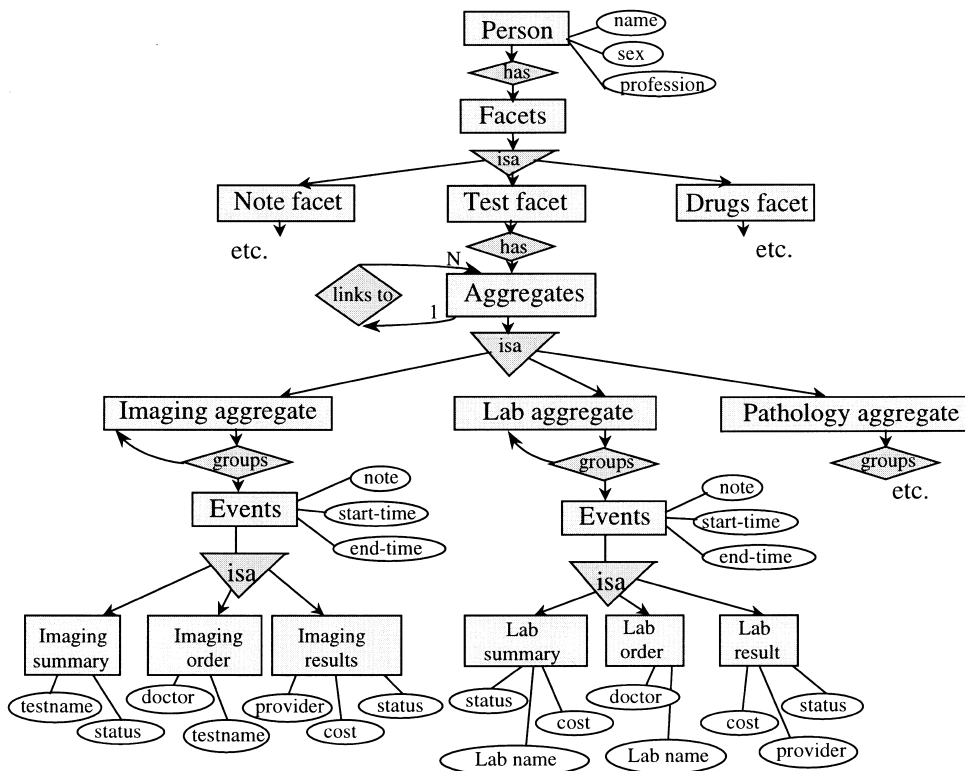 Person
name
sex
profession
has
Facets
isa
Note facet
Test facet
Drugs facet
etc.
has
etc.
N
links to
Aggregates
1
isa
Imaging aggregate
Lab aggregate
Pathology aggregate
groups
groups
groups
etc.
note
Events
start-time
end-time
note
Events
start-time
end-time
isa
isa
Imaging
summary
Imaging
order
Imaging
results
Lab
summary
Lab
order
Lab
result
testname
status
doctor
testname
provider
cost
status
status
cost
Lab name
doctor
Lab name
cost
provider
status